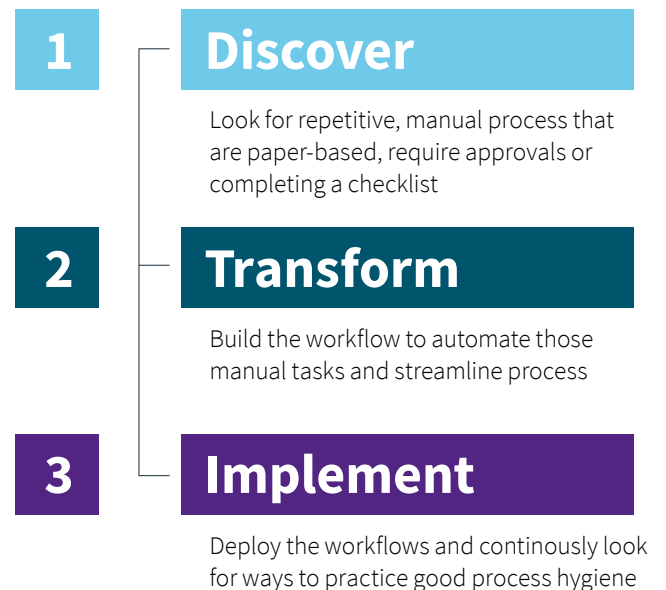 1
Discover
Look for repetitive, manual process that
are paper-based, require approvals or
completing a checklist
2
Transform
Build the workflow to automate those
manual tasks and streamline process
3
Implement
Deploy the workflows and continously look
for ways to practice good process hygiene